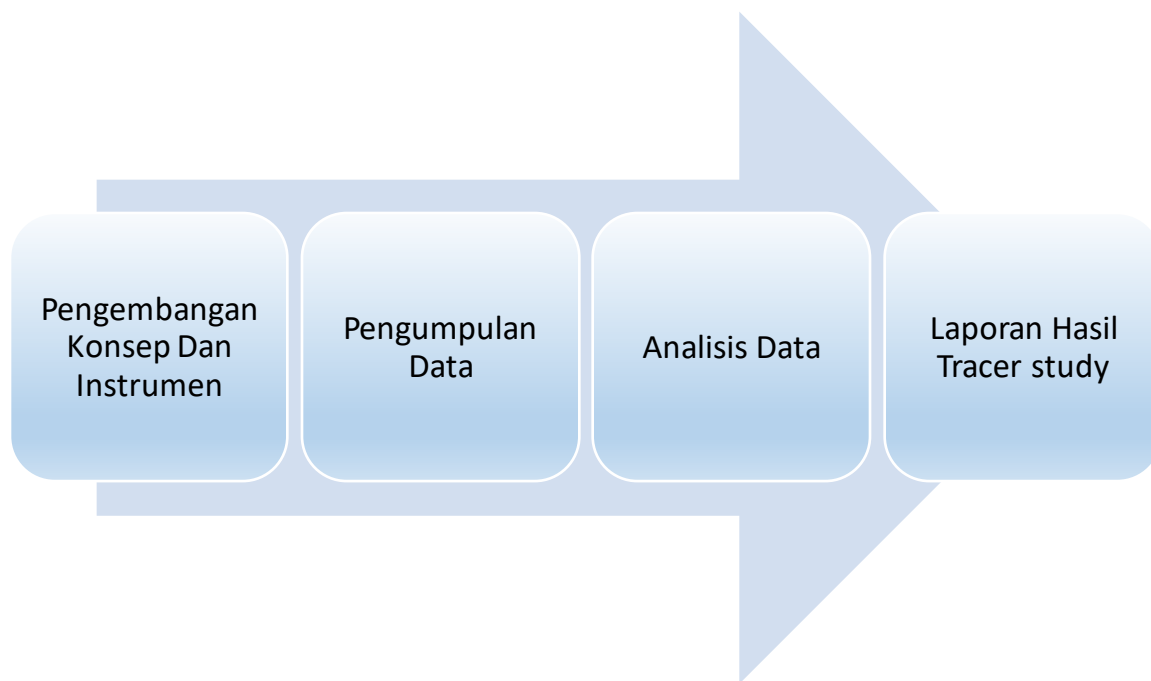 Pengembangan
Konsep Dan
Instrumen
Pengumpulan
Data
Analisis Data
Laporan Hasil
Tracer study